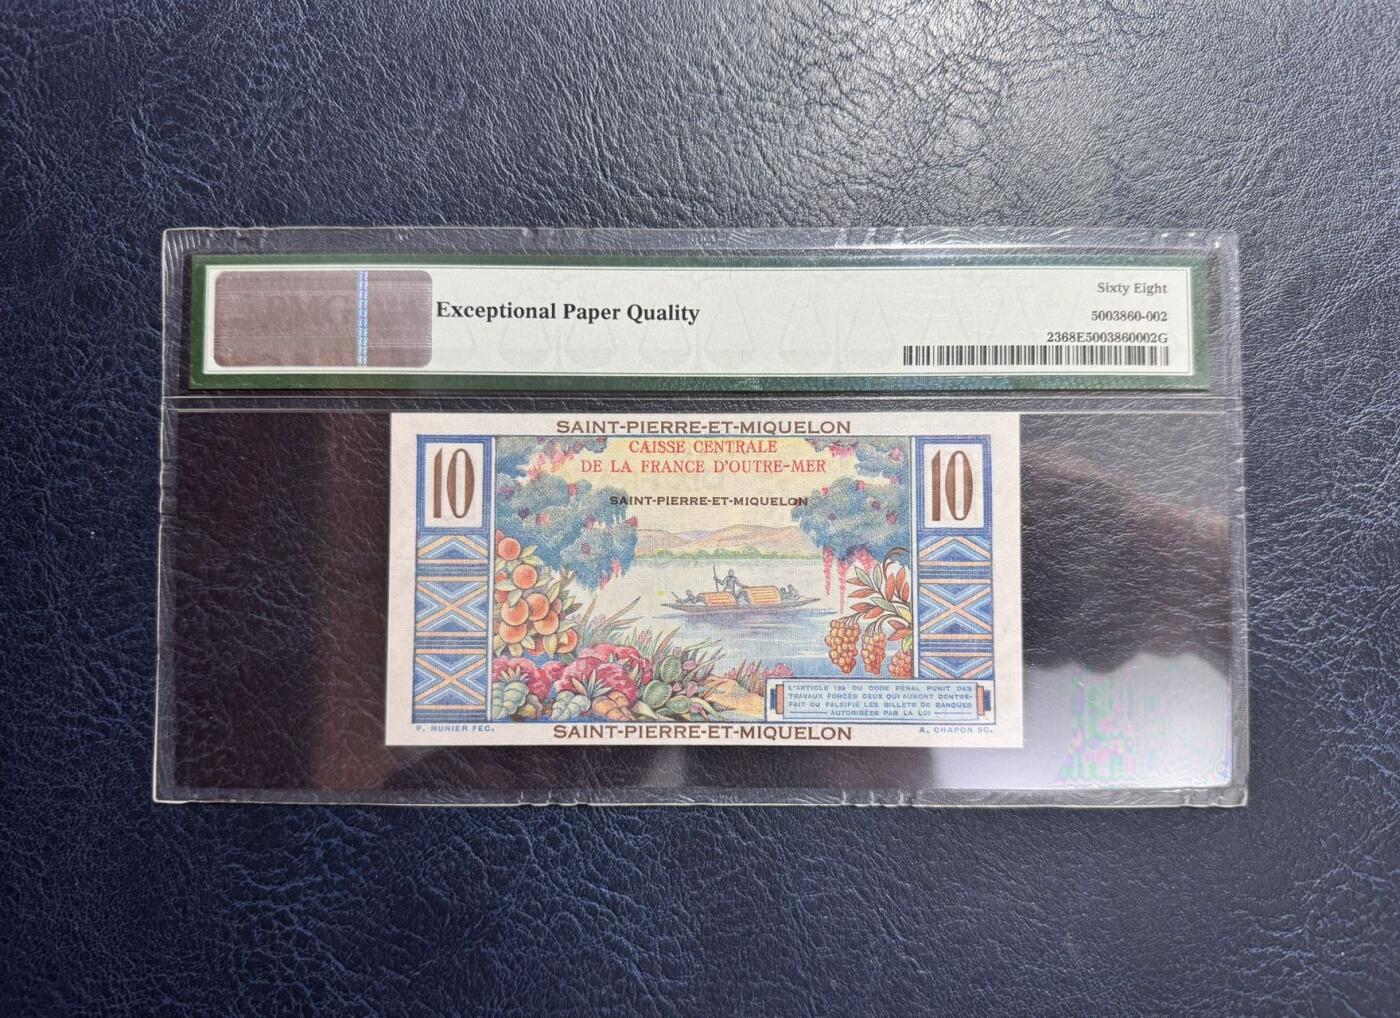 PMG
Exceptional Paper Quality
Sixty Eight
5003860-002
2368E5003860002G
SAINT-PIERRE-ET-MIQUELON
CAISSE CENTRALE
DE LA FRANCE D'OUTRE-MER
SAINT-PIERRE-ET-MIQUELON
10
10
L'ARTICLE 139 DU CODE PÉNAL PUNIT DES
TRAVAUX FORCÉS CEUX QUI AURONT CONTRE-
FAIT OU FALSIFIÉ LES BILLETS DE BANQUES
AUTORISÉES PAR LA LOI
P. MUNIER FEC.
SAINT-PIERRE-ET-MIQUELON
A. CHAPON SC.